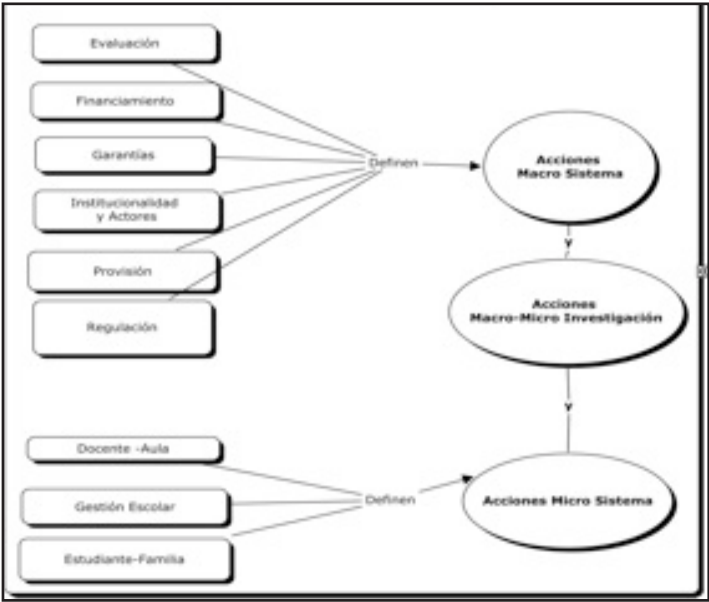 Evaluación
Financiamiento
Garantías
Institucionalidad
y Actores
Provisión
Regulación
Definen
Acciones
Macro Sistema
y
Acciones
Macro-Micro Investigación
y
Docente -Aula
Gestión Escolar
Estudiante-Familia
Definen
Acciones Micro Sistema